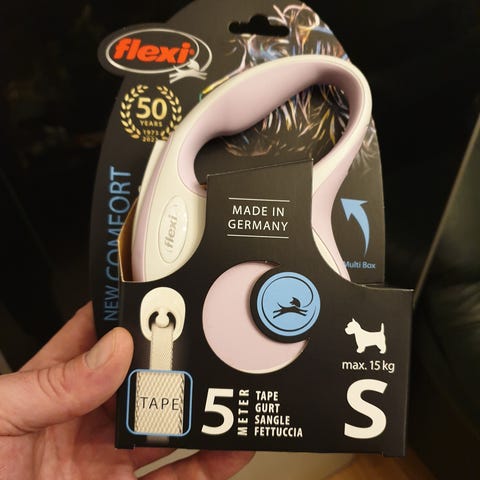 flexi
50
YEARS
1973
NEW COMFORT
flexi
MADE IN
GERMANY
Multi Box
max. 15 kg
S
TAPE
5
METER
TAPE
GURT
SANGLE
FETTUCCIA